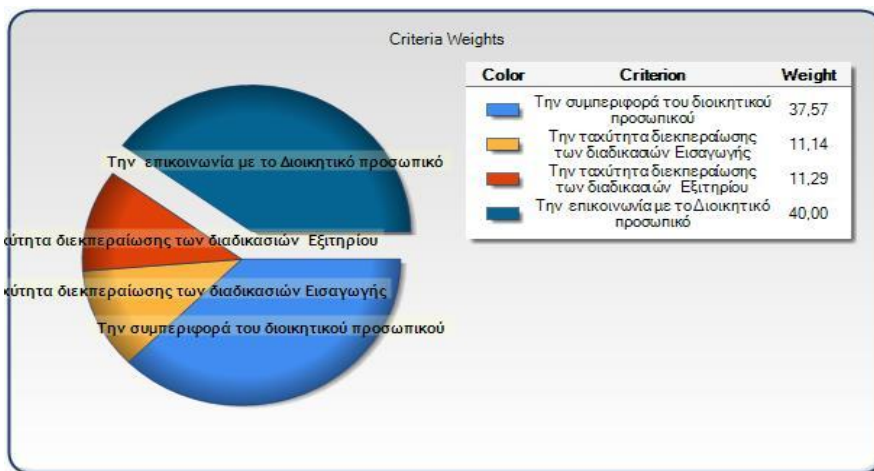 Criteria Weights
Color Criterion Weight
Την συμπεριφορά του διοικητικού προσωπικού 37,57
Την ταχύτητα διεκπεραίωσης των διαδικασιών Εισαγωγής 11,14
Την ταχύτητα διεκπεραίωσης των διαδικασιών Εξιτηρίου 11,29
Την επικοινωνία με το Διοικητικό προσωπικό 40,00
Την επικοινωνία με το Διοικητικό προσωπικό
χύτητα διεκπεραίωσης των διαδικασιών Εξιτηρίου
χύτητα διεκπεραίωσης των διαδικασιών Εισαγωγής
Την συμπεριφορά του διοικητικού προσωπικού